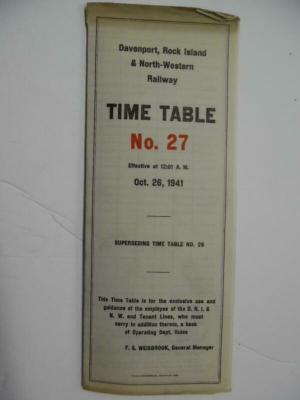 Davenport, Rock Island
& North-Western
Railway
TIME TABLE
No. 27
Effective at 12:01 A. M.
Oct. 26, 1941
SUPERSEDING TIME TABLE NO. 26
This Time Table is for the exclusive use and
guidance of the employee of the D. R. I. &
N. W. and Tenant Lines, who must
carry in addition thereto, a book
of Operating Dept. Rules
F. S. WEISBROOK, General Manager